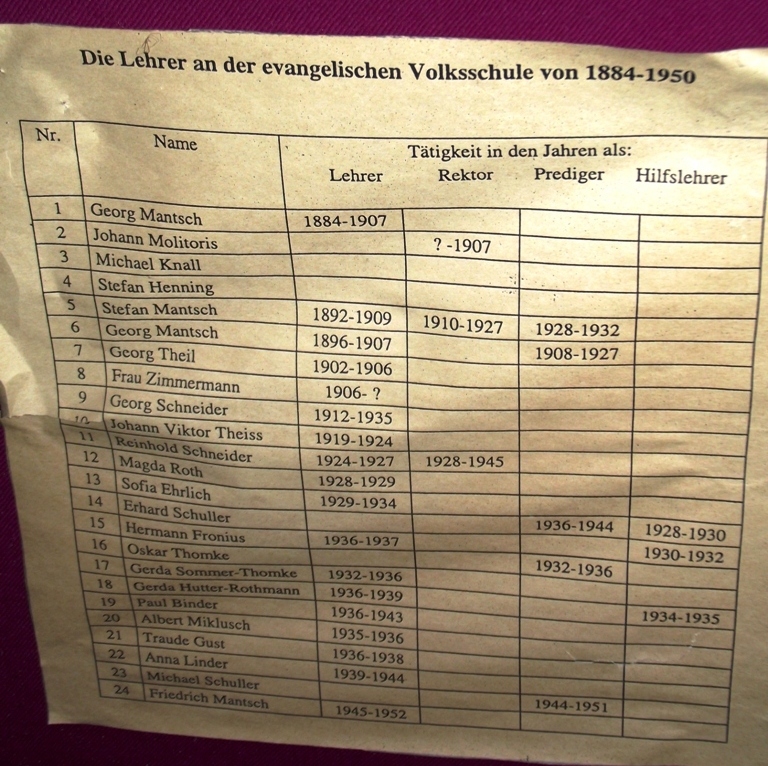 Die Lehrer an der evangelischen Volksschule von 1884-1950
Nr. Name Tätigkeit in den Jahren als:
Lehrer Rektor Prediger Hilfslehrer
1 Georg Mantsch 1884-1907
2 Johann Molitoris ? -1907
3 Michael Knall
4 Stefan Henning
5 Stefan Mantsch 1892-1909 1910-1927 1928-1932
6 Georg Mantsch 1896-1907 1908-1927
7 Georg Theil 1902-1906
8 Frau Zimmermann 1906- ?
9 Georg Schneider 1912-1935
10 Johann Viktor Theiss 1919-1924
11 Reinhold Schneider 1924-1927 1928-1945
12 Magda Roth 1928-1929
13 Sofia Ehrlich 1929-1934
14 Erhard Schuller 1936-1944 1928-1930
15 Hermann Fronius 1936-1937 1930-1932
16 Oskar Thomke 1932-1936
17 Gerda Sommer-Thomke 1932-1936
18 Gerda Hutter-Rothmann 1936-1939
19 Paul Binder 1936-1943 1934-1935
20 Albert Miklusch 1935-1936
21 Traude Gust 1936-1938
22 Anna Linder 1939-1944
23 Michael Schuller 1944-1951
24 Friedrich Mantsch 1945-1952